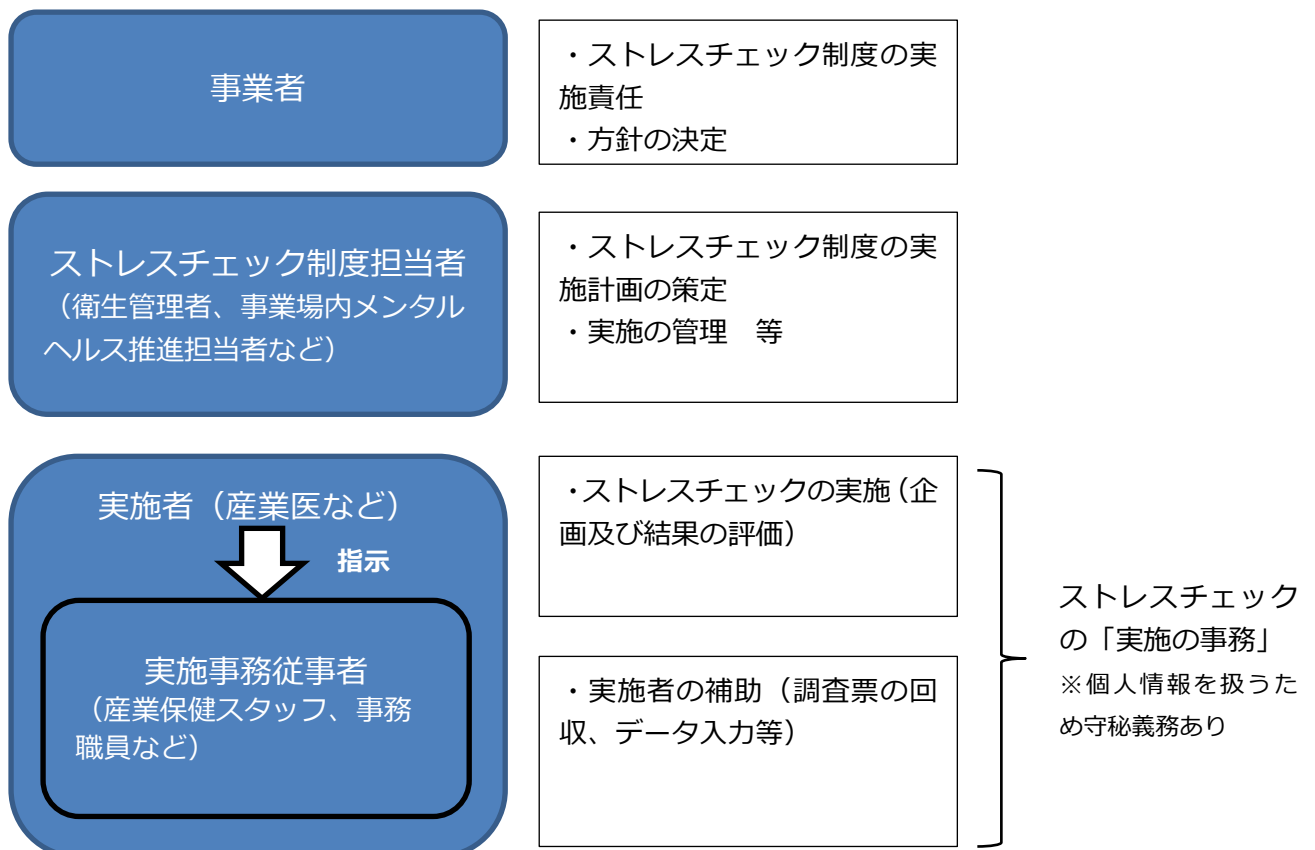 事業者
・ストレスチェック制度の実
施責任
・方針の決定
ストレスチェック制度担当者
（衛生管理者、事業場内メンタル
ヘルス推進担当者など）
・ストレスチェック制度の実
施計画の策定
・実施の管理　等
実施者（産業医など）
指示
実施事務従事者
（産業保健スタッフ、事務
職員など）
・ストレスチェックの実施（企
画及び結果の評価）
・実施者の補助（調査票の回
収、データ入力等）
ストレスチェック
の「実施の事務」
※個人情報を扱うた
め守秘義務あり